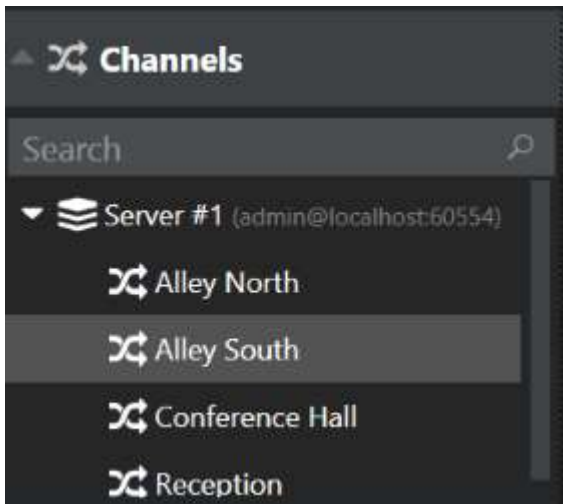 Channels
Search
Server #1 (admin@localhost:60554)
Alley North
Alley South
Conference Hall
Reception